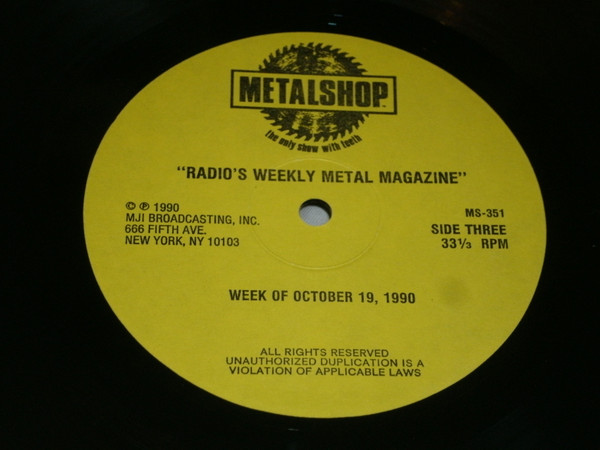 METALSHOP™
the only show with teeth
"RADIO'S WEEKLY METAL MAGAZINE"
© ℗ 1990
MJI BROADCASTING, INC.
666 FIFTH AVE.
NEW YORK, NY 10103
MS-351
SIDE THREE
33⅓ RPM
WEEK OF OCTOBER 19, 1990
ALL RIGHTS RESERVED
UNAUTHORIZED DUPLICATION IS A
VIOLATION OF APPLICABLE LAWS